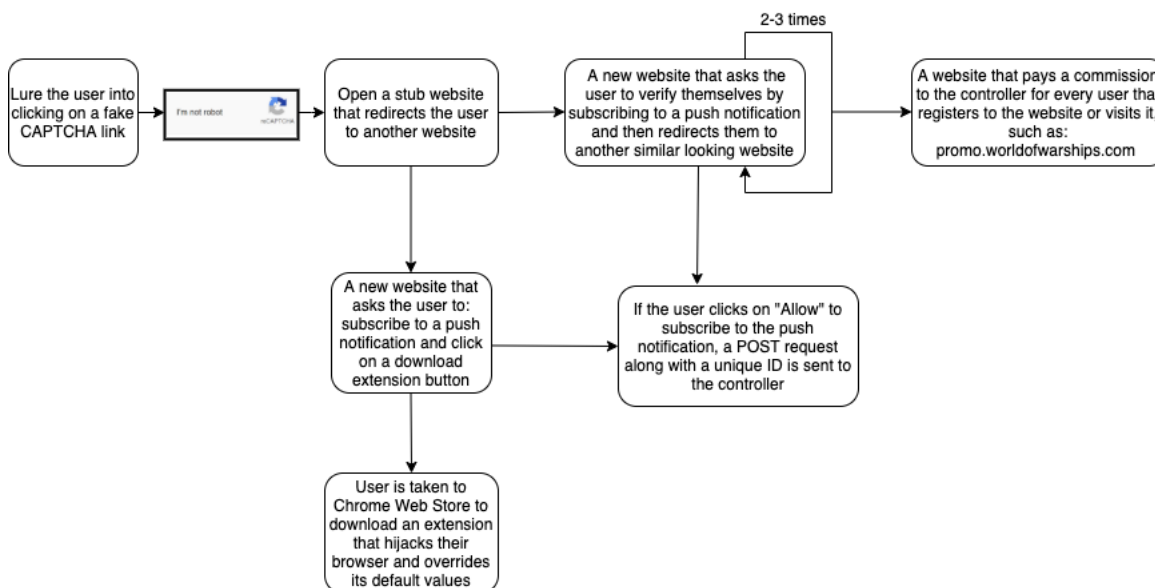 2-3 times
Lure the user into
clicking on a fake
CAPTCHA link
I'm not robot
reCAPTCHA
Open a stub website
that redirects the user
to another website
A new website that asks the
user to verify themselves by
subscribing to a push notification
and then redirects them to
another similar looking website
A website that pays a commission
to the controller for every user that
registers to the website or visits it,
such as:
promo.worldofwarships.com
A new website that
asks the user to:
subscribe to a push
notification and click
on a download
extension button
If the user clicks on "Allow" to
subscribe to the push
notification, a POST request
along with a unique ID is sent to
the controller
User is taken to
Chrome Web Store to
download an extension
that hijacks their
browser and overrides
its default values